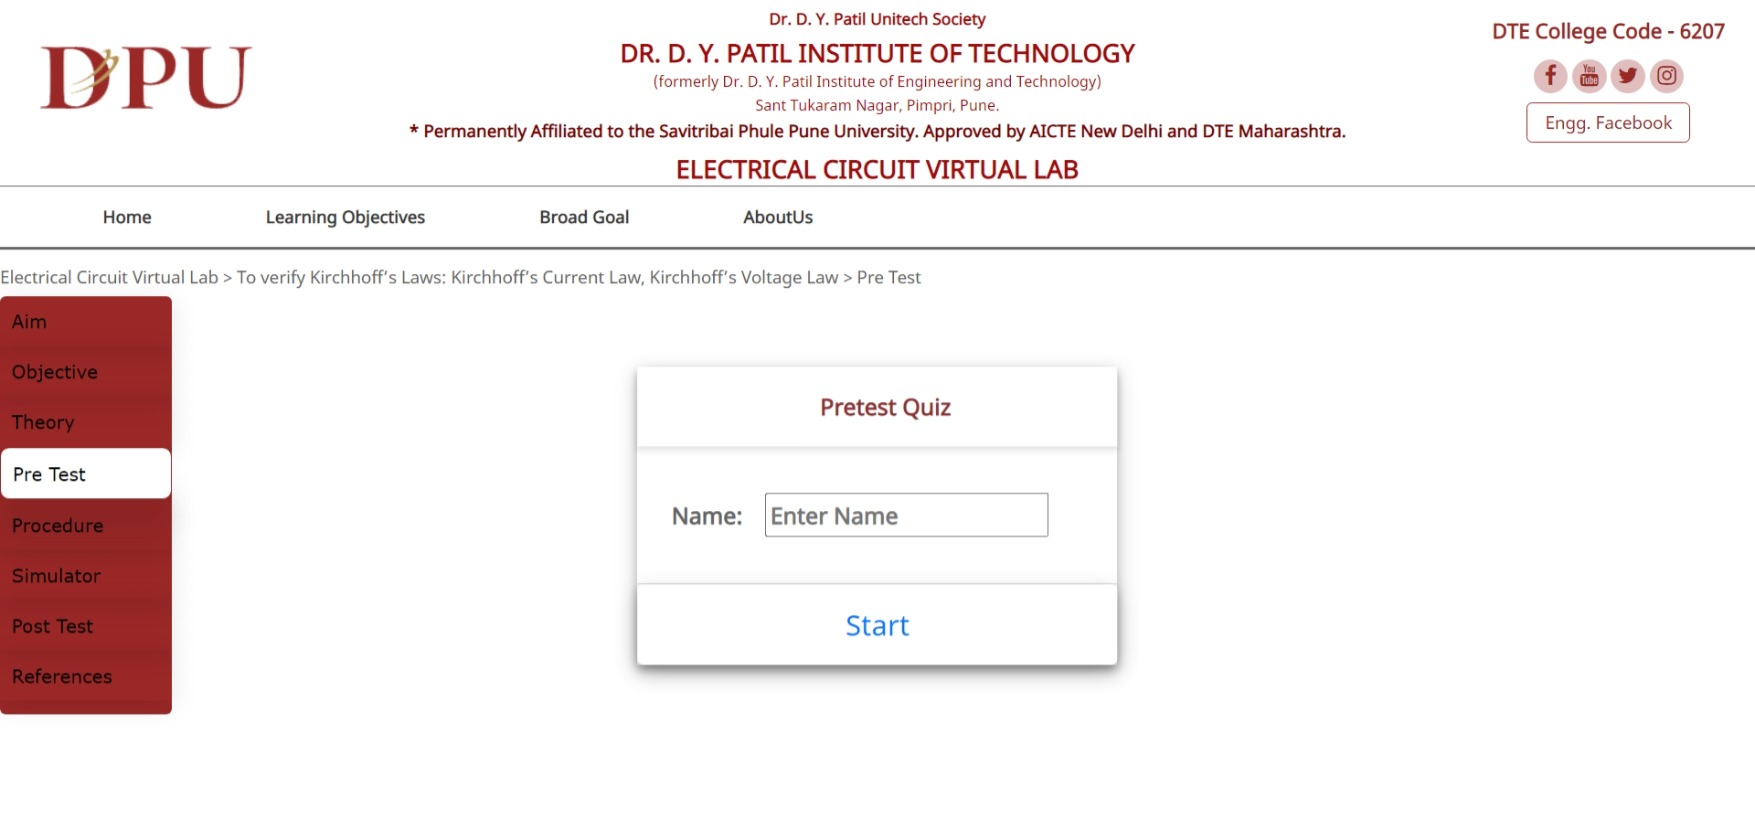 DPU
Dr. D. Y. Patil Unitech Society
DR. D. Y. PATIL INSTITUTE OF TECHNOLOGY
(formerly Dr. D. Y. Patil Institute of Engineering and Technology)
Sant Tukaram Nagar, Pimpri, Pune.
* Permanently Affiliated to the Savitribai Phule Pune University. Approved by AICTE New Delhi and DTE Maharashtra.
ELECTRICAL CIRCUIT VIRTUAL LAB
DTE College Code - 6207
You Tube
Engg. Facebook
Home Learning Objectives Broad Goal AboutUs
Electrical Circuit Virtual Lab > To verify Kirchhoff’s Laws: Kirchhoff’s Current Law, Kirchhoff’s Voltage Law > Pre Test
Aim
Objective
Theory
Pre Test
Procedure
Simulator
Post Test
References
Pretest Quiz
Name: Enter Name
Start